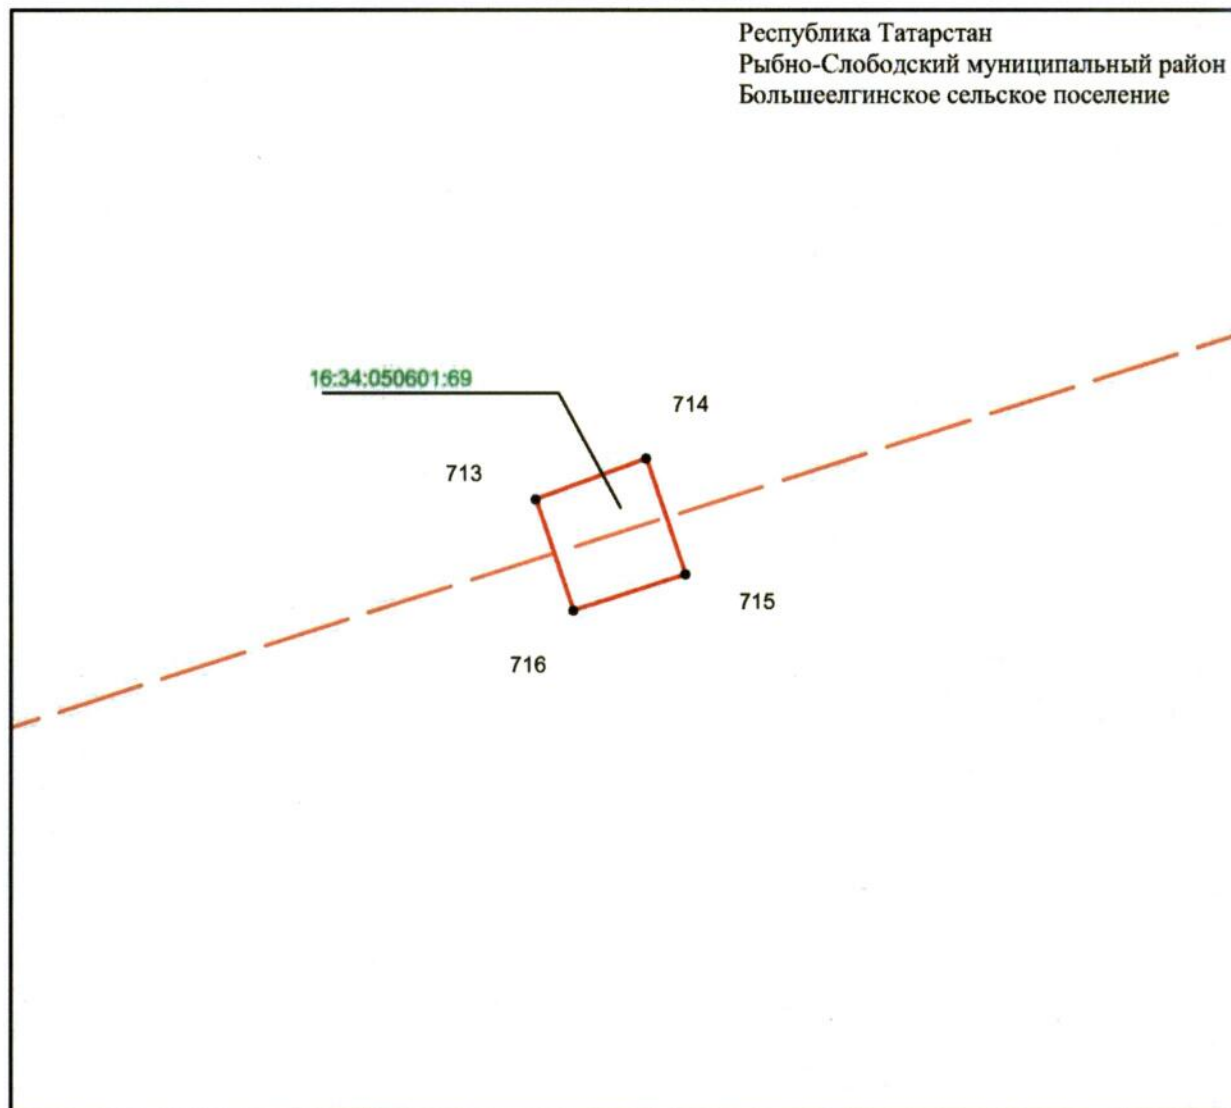 Республика Татарстан
Рыбно-Слободский муниципальный район
Большеелгинское сельское поселение
16:34:050601:69
714
713
715
716